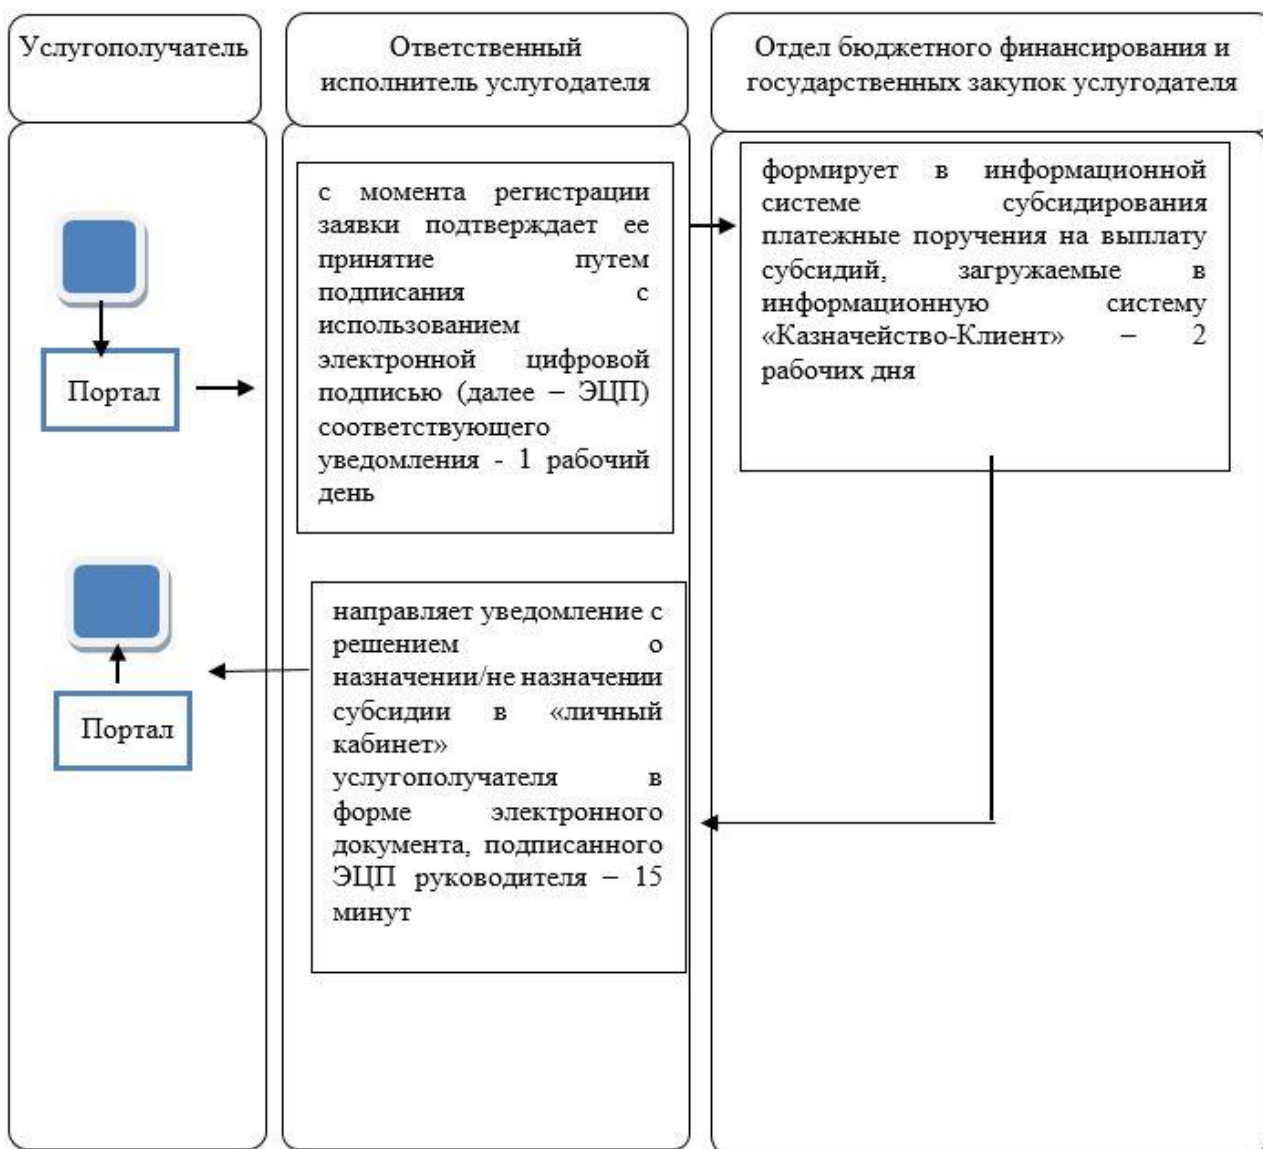 Услугополучатель
Ответственный
исполнитель услугодателя
Отдел бюджетного финансирования и
государственных закупок услугодателя
Портал
с момента регистрации
заявки подтверждает ее
принятие путем
подписания с
использованием
электронной цифровой
подписью (далее – ЭЦП)
соответствующего
уведомления - 1 рабочий
день
формирует в информационной
системе субсидирования
платежные поручения на выплату
субсидий, загружаемые в
информационную систему
«Казначейство-Клиент» – 2
рабочих дня
направляет уведомление с
решением о
назначении/не назначении
субсидии в «личный
кабинет»
услугополучателя в
форме электронного
документа, подписанного
ЭЦП руководителя – 15
минут
Портал